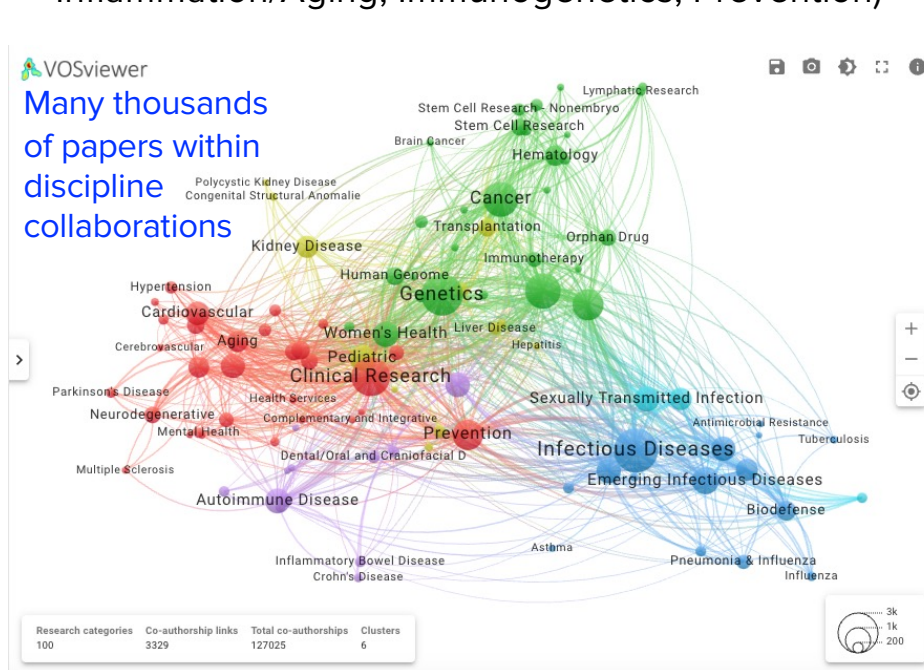 Inflammation/Aging, Immunogenetics, Prevention)
VOSviewer
Many thousands
of papers within
discipline
collaborations
Lymphatic Research
Stem Cell Research - Nonembryo
Stem Cell Research
Brain Cancer
Hematology
Polycystic Kidney Disease
Congenital Structural Anomalie
Cancer
Transplantation
Orphan Drug
Kidney Disease
Immunotherapy
Human Genome
Hypertension
Genetics
Cardiovascular
Women's Health
Liver Disease
Aging
Cerebrovascular
Hepatitis
Pediatric
Clinical Research
Parkinson's Disease
Health Services
Sexually Transmitted Infection
Neurodegenerative
Complementary and Integrative
Antimicrobial Resistance
Mental Health
Prevention
Tuberculosis
Infectious Diseases
Dental/Oral and Craniofacial D
Multiple Sclerosis
Emerging Infectious Diseases
Autoimmune Disease
Biodefense
Asthma
Inflammatory Bowel Disease
Pneumonia & Influenza
Crohn's Disease
Influenza
Research categories Co-authorship links Total co-authorships Clusters
100 3329 127025 6
3k
1k
200